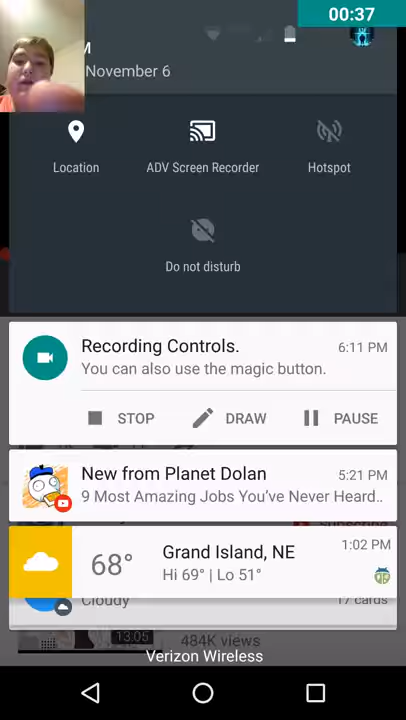 00:37
M
November 6
Location
ADV Screen Recorder
Hotspot
Do not disturb
Recording Controls.
6:11 PM
You can also use the magic button.
STOP
DRAW
PAUSE
New from Planet Dolan
5:21 PM
9 Most Amazing Jobs You've Never Heard..
68°
Grand Island, NE
1:02 PM
Hi 69° | Lo 51°
Cloudy
17 cards
13:05
484K views
Verizon Wireless